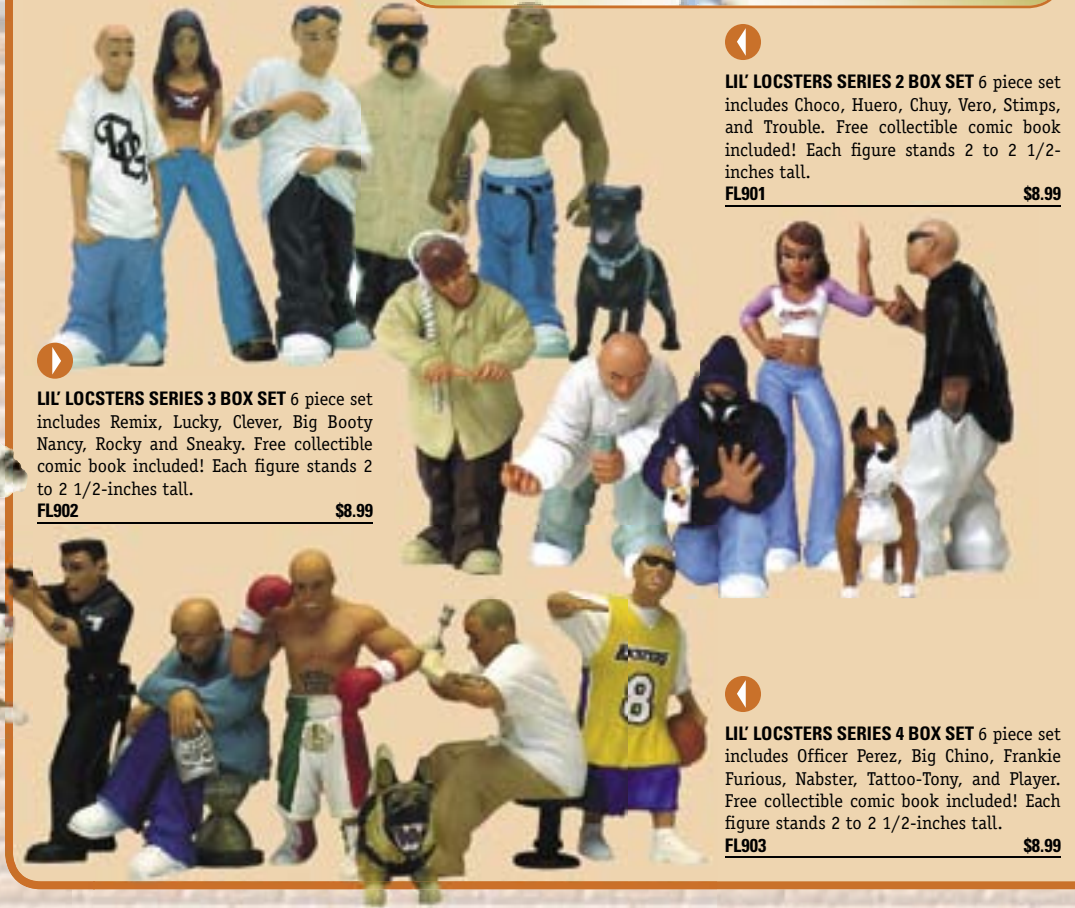 LIL' LOCSTERS SERIES 2 BOX SET 6 piece set
includes Choco, Huero, Chuy, Vero, Stimps,
and Trouble. Free collectible comic book
included! Each figure stands 2 to 2 1/2-
inches tall.
FL901 $8.99
LIL' LOCSTERS SERIES 3 BOX SET 6 piece set
includes Remix, Lucky, Clever, Big Booty
Nancy, Rocky and Sneaky. Free collectible
comic book included! Each figure stands 2
to 2 1/2-inches tall.
FL902 $8.99
LIL' LOCSTERS SERIES 4 BOX SET 6 piece set
includes Officer Perez, Big Chino, Frankie
Furious, Nabster, Tattoo-Tony, and Player.
Free collectible comic book included! Each
figure stands 2 to 2 1/2-inches tall.
FL903 $8.99
8